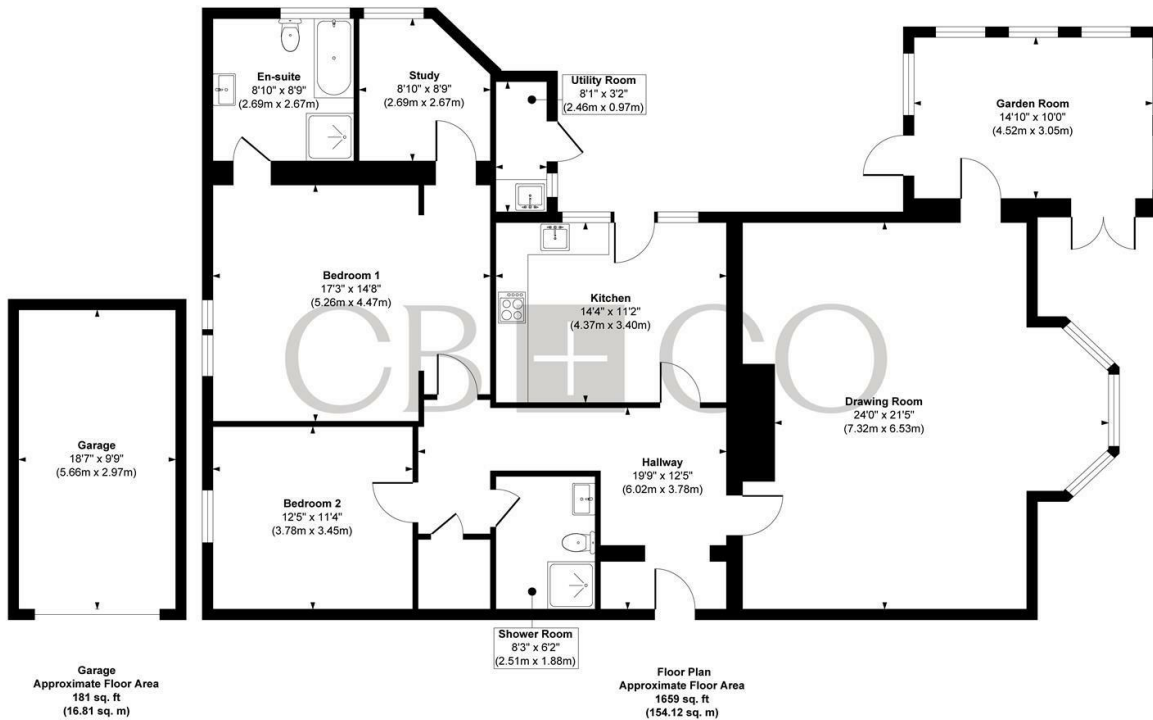 En-suite
8'10" x 8'9"
(2.69m x 2.67m)
Study
8'10" x 8'9"
(2.69m x 2.67m)
Utility Room
8'1" x 3'2"
(2.46m x 0.97m)
Garden Room
14'10" x 10'0"
(4.52m x 3.05m)
Bedroom 1
17'3" x 14'8"
(5.26m x 4.47m)
Kitchen
14'4" x 11'2"
(4.37m x 3.40m)
CB+CO
Drawing Room
24'0" x 21'5"
(7.32m x 6.53m)
Garage
18'7" x 9'9"
(5.66m x 2.97m)
Hallway
19'9" x 12'5"
(6.02m x 3.78m)
Bedroom 2
12'5" x 11'4"
(3.78m x 3.45m)
Shower Room
8'3" x 6'2"
(2.51m x 1.88m)
Garage
Approximate Floor Area
181 sq. ft
(16.81 sq. m)
Floor Plan
Approximate Floor Area
1659 sq. ft
(154.12 sq. m)